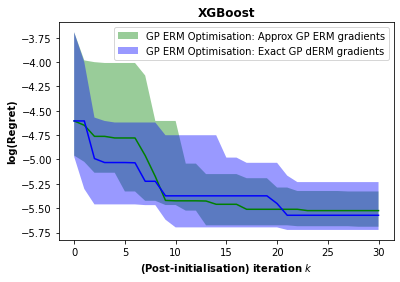 XGBoost
GP ERM Optimisation: Approx GP ERM gradients
GP ERM Optimisation: Exact GP dERM gradients
log(Regret)
−3.75
−4.00
−4.25
−4.50
−4.75
−5.00
−5.25
−5.50
−5.75
0 5 10 15 20 25 30
(Post-initialisation) iteration k